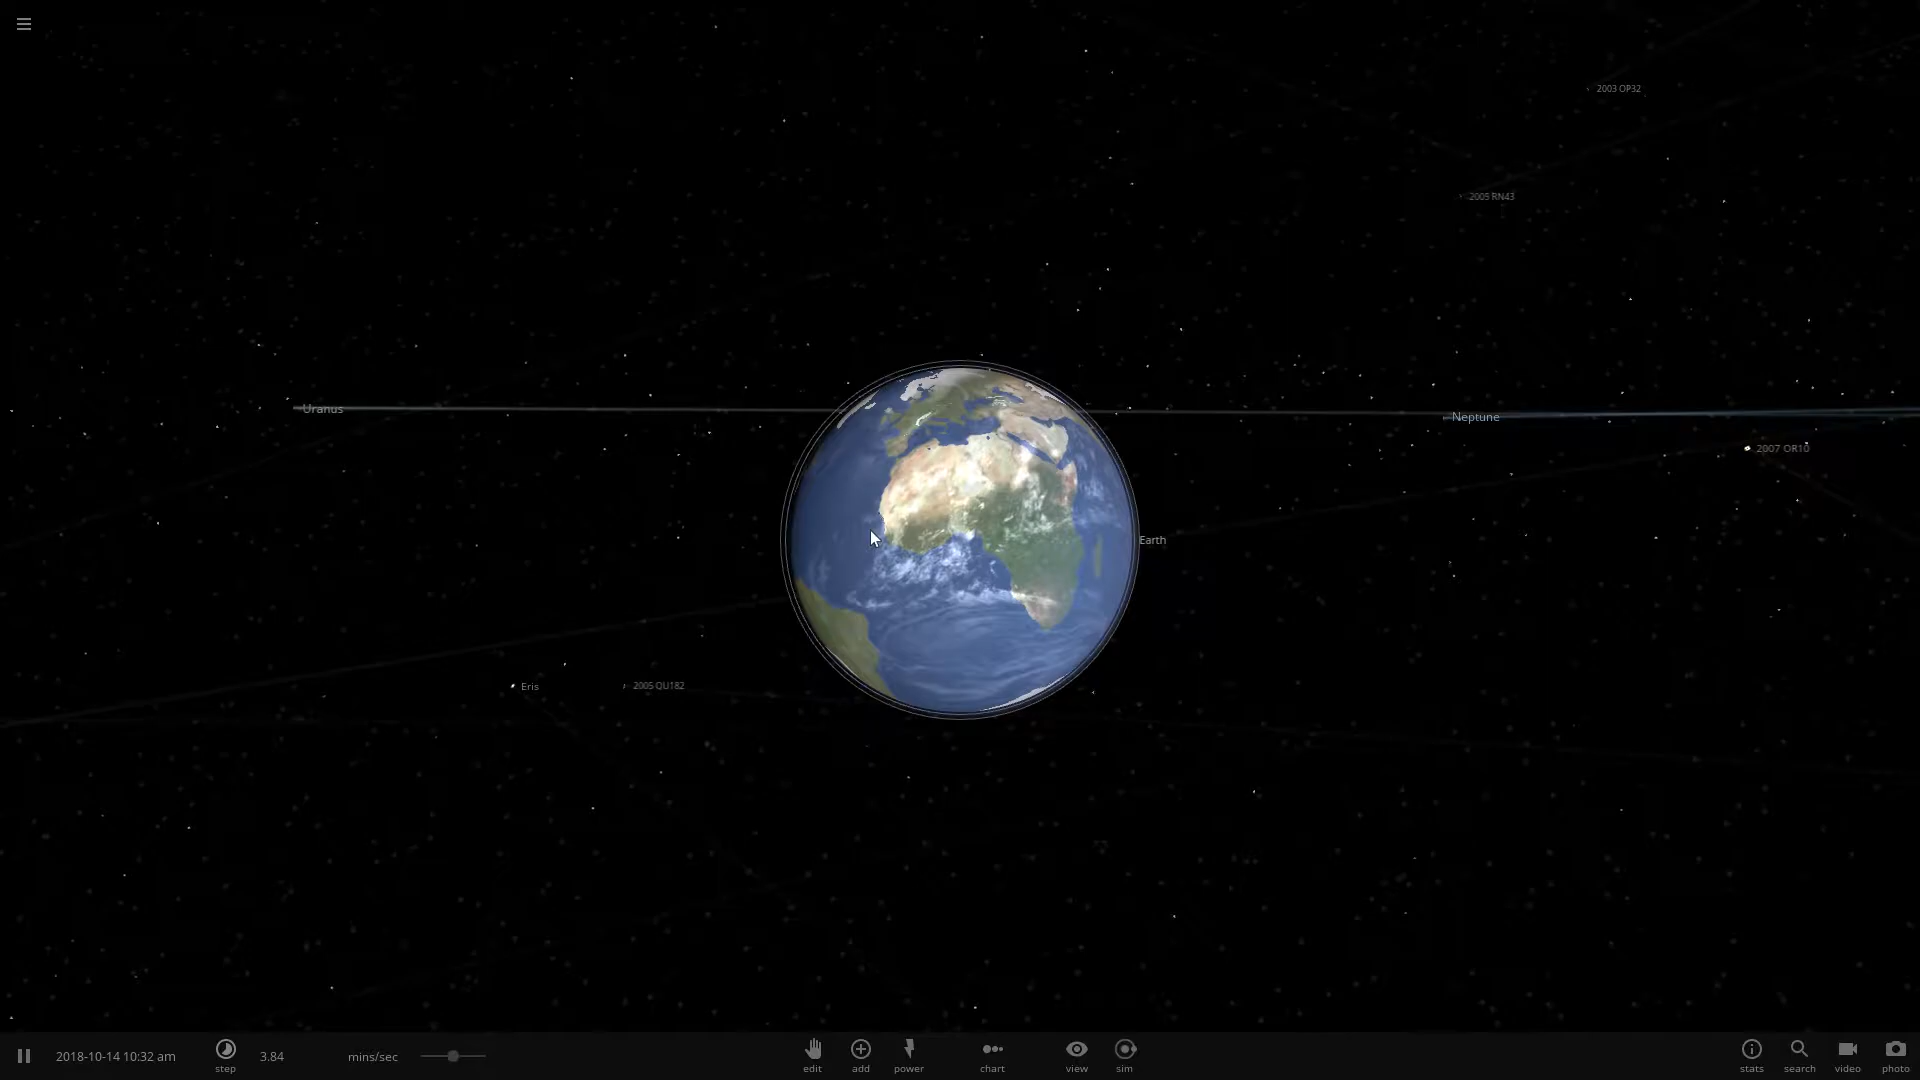 2003 OP32
2005 RN43
Uranus
Neptune
2007 OR10
Earth
Eris
2005 QU182
2018-10-14 10:32 am
step
3.84
mins/sec
edit
add
power
chart
view
sim
stats
search
video
photo